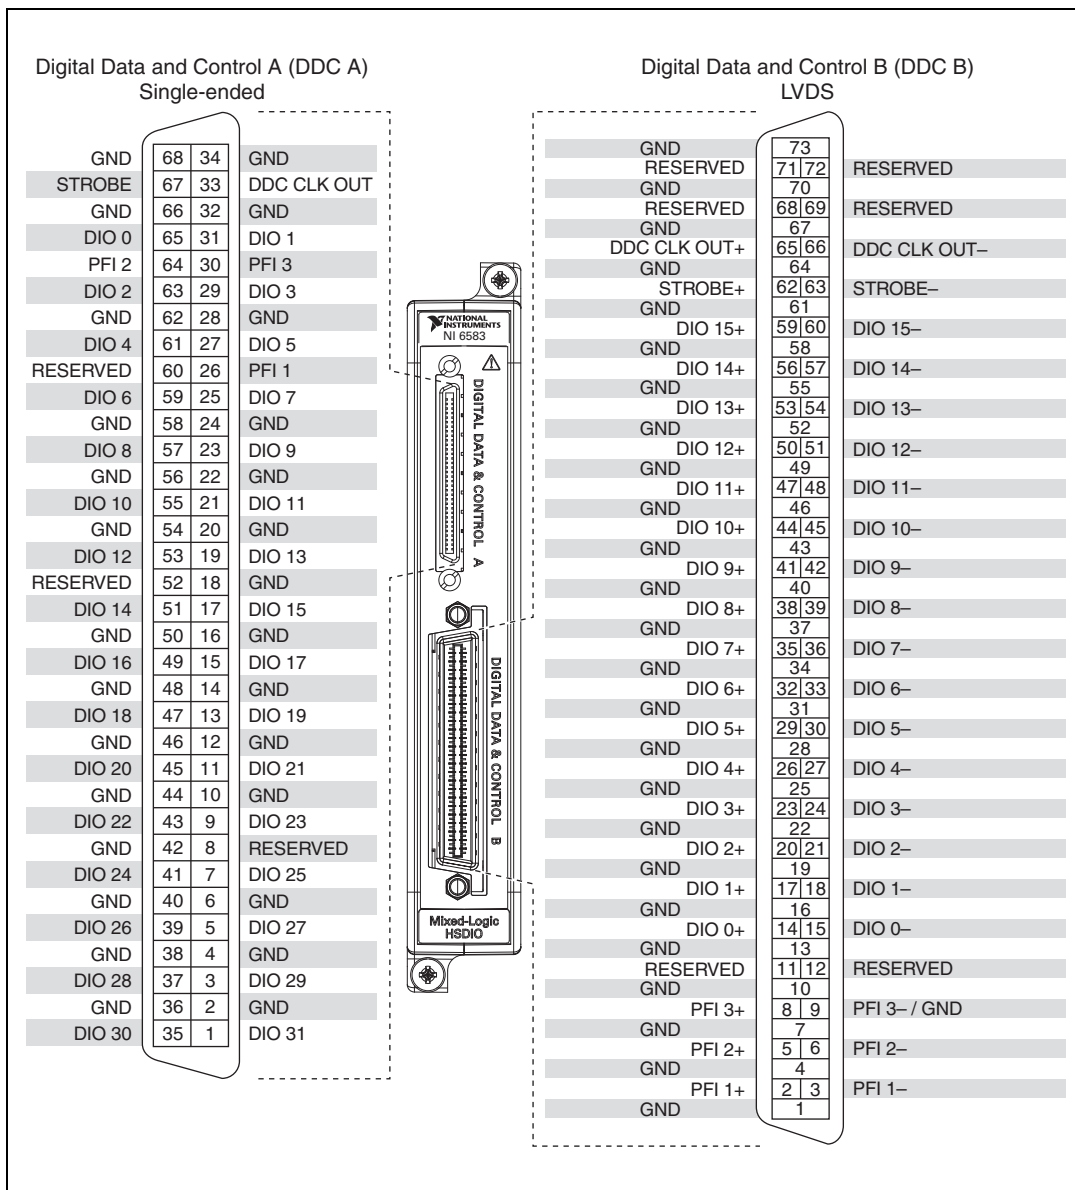 Digital Data and Control A (DDC A)
Single-ended
GND 68 34 GND
STROBE 67 33 DDC CLK OUT
GND 66 32 GND
DIO 0 65 31 DIO 1
PFI 2 64 30 PFI 3
DIO 2 63 29 DIO 3
GND 62 28 GND
DIO 4 61 27 DIO 5
RESERVED 60 26 PFI 1
DIO 6 59 25 DIO 7
GND 58 24 GND
DIO 8 57 23 DIO 9
GND 56 22 GND
DIO 10 55 21 DIO 11
GND 54 20 GND
DIO 12 53 19 DIO 13
RESERVED 52 18 GND
DIO 14 51 17 DIO 15
GND 50 16 GND
DIO 16 49 15 DIO 17
GND 48 14 GND
DIO 18 47 13 DIO 19
GND 46 12 GND
DIO 20 45 11 DIO 21
GND 44 10 GND
DIO 22 43 9 DIO 23
GND 42 8 RESERVED
DIO 24 41 7 DIO 25
GND 40 6 GND
DIO 26 39 5 DIO 27
GND 38 4 GND
DIO 28 37 3 DIO 29
GND 36 2 GND
DIO 30 35 1 DIO 31
NATIONAL
INSTRUMENTS
NI 6583
DIGITAL DATA & CONTROL A
DIGITAL DATA & CONTROL B
Mixed-Logic
HSDIO
Digital Data and Control B (DDC B)
LVDS
GND 73
RESERVED 71 72 RESERVED
GND 70
RESERVED 68 69 RESERVED
GND 67
DDC CLK OUT+ 65 66 DDC CLK OUT–
GND 64
STROBE+ 62 63 STROBE–
GND 61
DIO 15+ 59 60 DIO 15–
GND 58
DIO 14+ 56 57 DIO 14–
GND 55
DIO 13+ 53 54 DIO 13–
GND 52
DIO 12+ 50 51 DIO 12–
GND 49
DIO 11+ 47 48 DIO 11–
GND 46
DIO 10+ 44 45 DIO 10–
GND 43
DIO 9+ 41 42 DIO 9–
GND 40
DIO 8+ 38 39 DIO 8–
GND 37
DIO 7+ 35 36 DIO 7–
GND 34
DIO 6+ 32 33 DIO 6–
GND 31
DIO 5+ 29 30 DIO 5–
GND 28
DIO 4+ 26 27 DIO 4–
GND 25
DIO 3+ 23 24 DIO 3–
GND 22
DIO 2+ 20 21 DIO 2–
GND 19
DIO 1+ 17 18 DIO 1–
GND 16
DIO 0+ 14 15 DIO 0–
GND 13
RESERVED 11 12 RESERVED
GND 10
PFI 3+ 8 9 PFI 3– / GND
GND 7
PFI 2+ 5 6 PFI 2–
GND 4
PFI 1+ 2 3 PFI 1–
GND 1